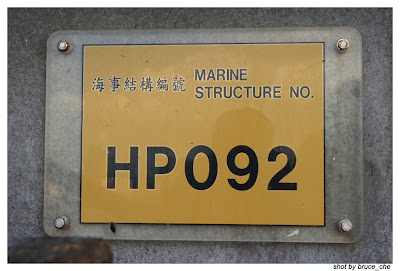 海事結構編號
MARINE
STRUCTURE NO.
HP092
shot by bruce_che